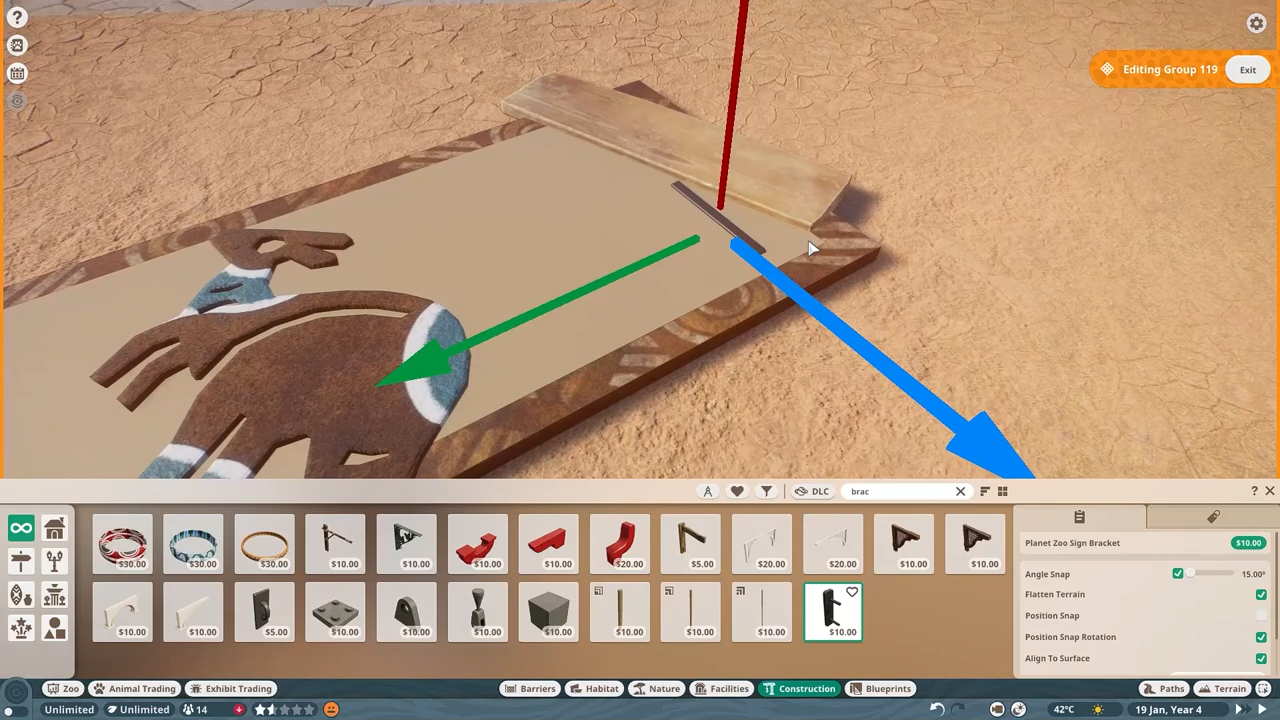 ?
Editing Group 119 Exit
DLC brac ?
$30.00 $30.00 $30.00 $10.00 $10.00 $10.00 $10.00 $20.00 $5.00 $20.00 $20.00 $10.00 $10.00
$10.00 $10.00 $5.00 $10.00 $10.00 $10.00 $10.00 $10.00 $10.00 $10.00 $10.00
Planet Zoo Sign Bracket $10.00
Angle Snap 15.00°
Flatten Terrain
Position Snap
Position Snap Rotation
Align To Surface
Zoo Animal Trading Exhibit Trading Barriers Habitat Nature Facilities Construction Blueprints Paths Terrain
Unlimited Unlimited 14 42°C 19 Jan, Year 4